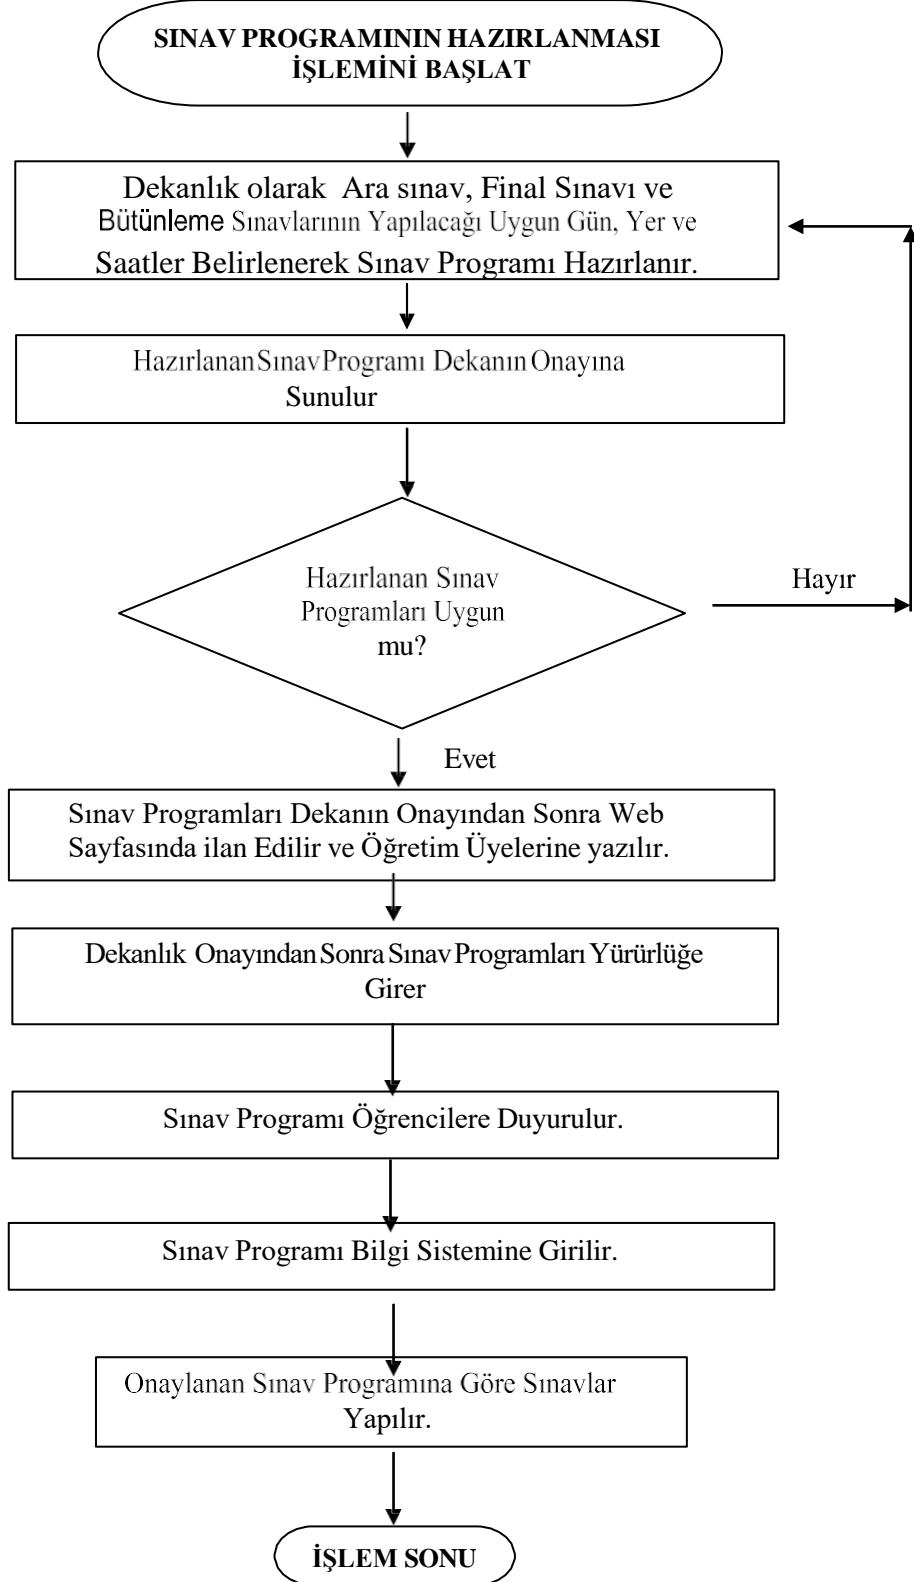 SINAV PROGRAMININ HAZIRLANMASI
İŞLEMİNİ BAŞLAT
Dekanlık olarak Ara sınav, Final Sınavı ve
Bütünleme Sınavlarının Yapılacağı Uygun Gün, Yer ve
Saatler Belirlenerek Sınav Programı Hazırlanır.
Hazırlanan Sınav Programı Dekanın Onayına
Sunulur
Hazırlanan Sınav
Programları Uygun
mu?
Hayır
Evet
Sınav Programları Dekanın Onayından Sonra Web
Sayfasında ilan Edilir ve Öğretim Üyelerine yazılır.
Dekanlık Onayından Sonra Sınav Programları Yürürlüğe
Girer
Sınav Programı Öğrencilere Duyurulur.
Sınav Programı Bilgi Sistemine Girilir.
Onaylanan Sınav Programına Göre Sınavlar
Yapılır.
İŞLEM SONU